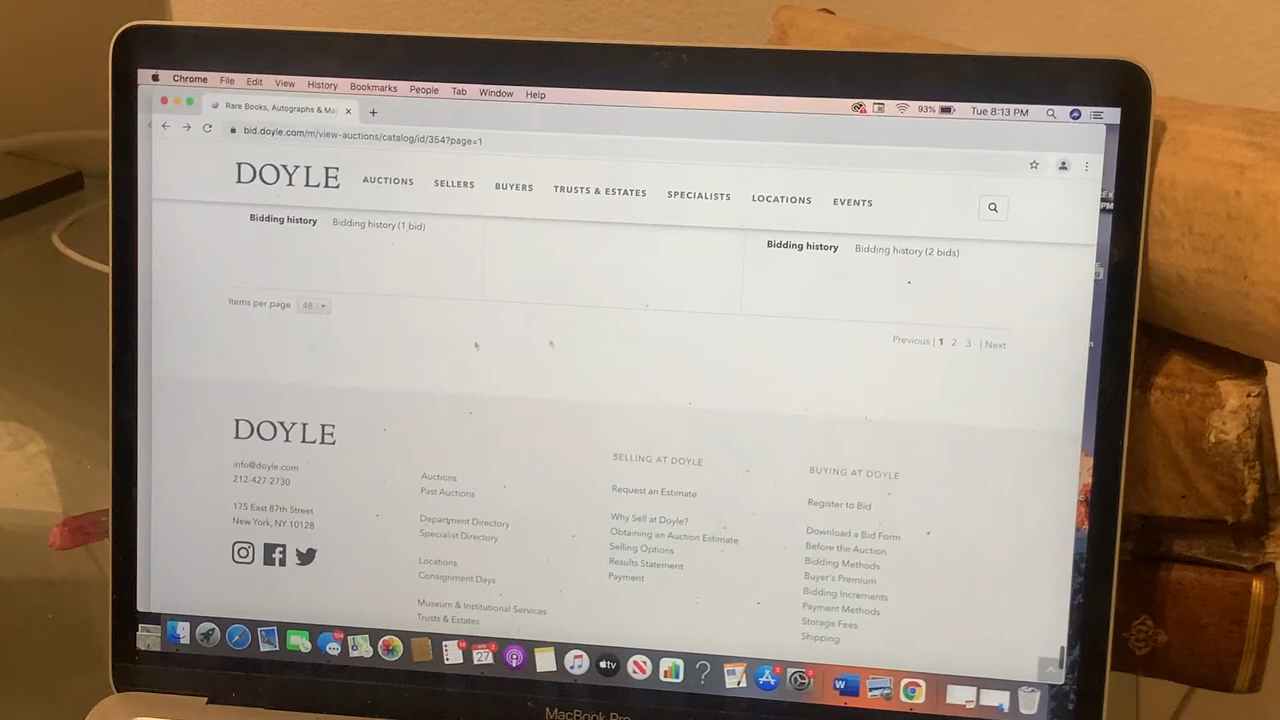 Chrome File Edit View History Bookmarks People Tab Window Help 93% Tue 8:13 PM
Rare Books, Autographs & Ma
bid.doyle.com/m/view-auctions/catalog/id/354?page=1
DOYLE AUCTIONS SELLERS BUYERS TRUSTS & ESTATES SPECIALISTS LOCATIONS EVENTS
Bidding history Bidding history (1 bid)
Bidding history Bidding history (2 bids)
Items per page 48
Previous | 1 2 3 | Next
DOYLE
info@doyle.com
212-427-2730
175 East 87th Street
New York, NY 10128
Auctions
Past Auctions
Department Directory
Specialist Directory
Locations
Consignment Days
Museum & Institutional Services
Trusts & Estates
SELLING AT DOYLE
Request an Estimate
Why Sell at Doyle?
Obtaining an Auction Estimate
Selling Options
Results Statement
Payment
BUYING AT DOYLE
Register to Bid
Download a Bid Form
Before the Auction
Bidding Methods
Buyer's Premium
Bidding Increments
Payment Methods
Storage Fees
Shipping
104
27
tv
W
MacBook Pro